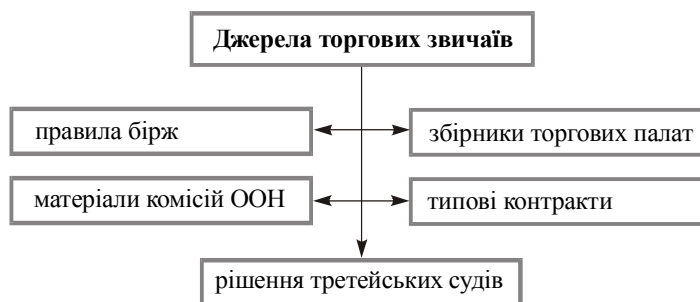 Джерела торгових звичаїв
правила бірж
збірники торгових палат
матеріали комісій ООН
типові контракти
рішення третейських судів